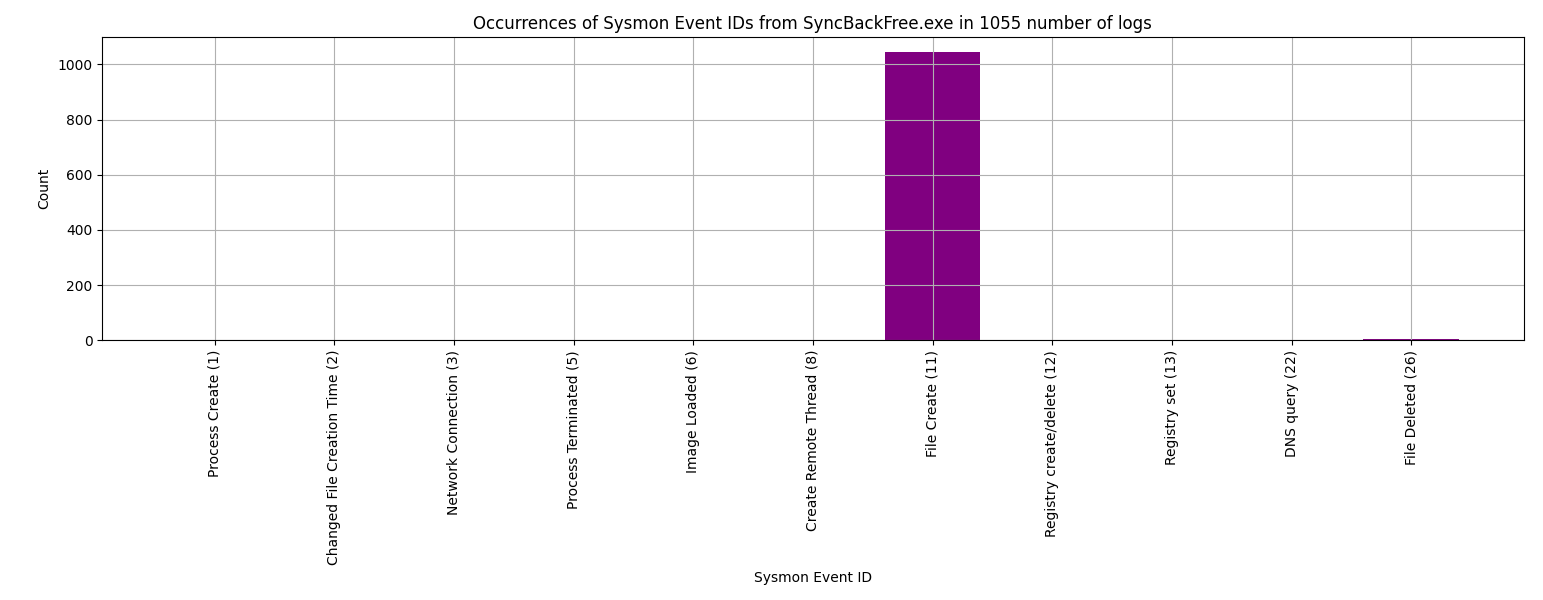 Occurrences of Sysmon Event IDs from SyncBackFree.exe in 1055 number of logs
Count
1000
800
600
400
200
0
Process Create (1)
Changed File Creation Time (2)
Network Connection (3)
Process Terminated (5)
Image Loaded (6)
Create Remote Thread (8)
File Create (11)
Registry create/delete (12)
Registry set (13)
DNS query (22)
File Deleted (26)
Sysmon Event ID